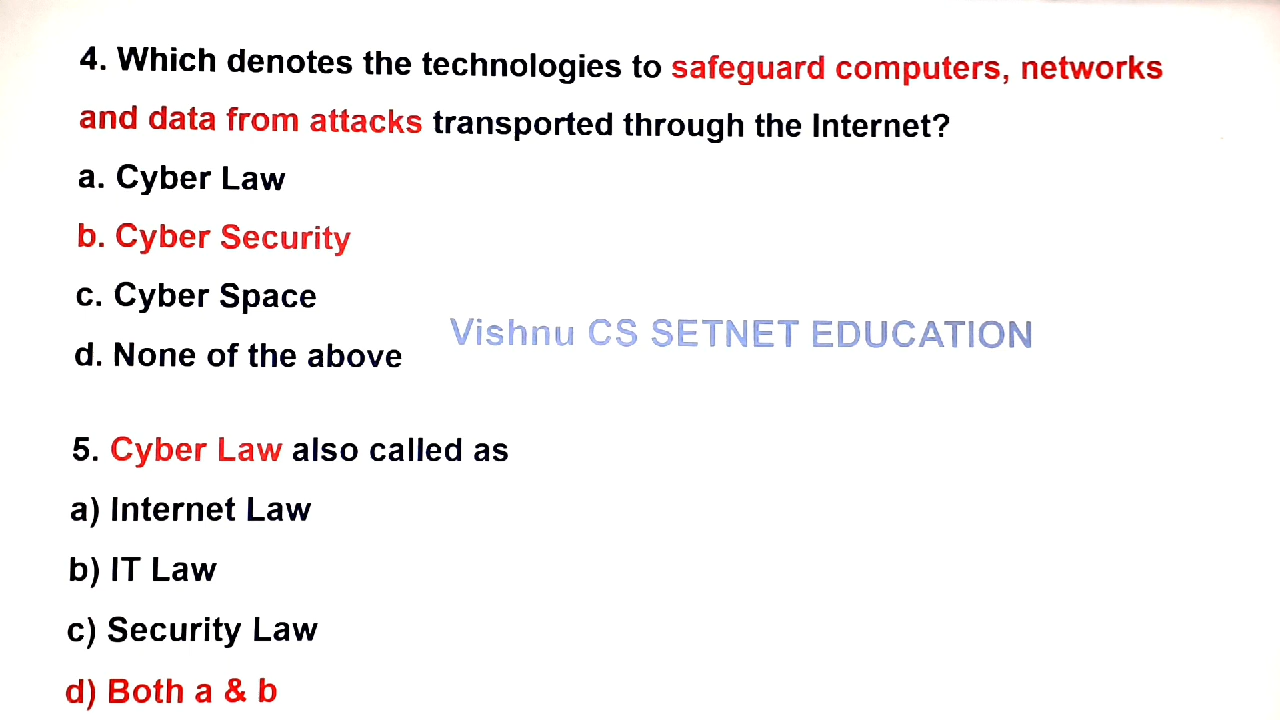 4. Which denotes the technologies to safeguard computers, networks
and data from attacks transported through the Internet?
a. Cyber Law
b. Cyber Security
c. Cyber Space
d. None of the above
Vishnu CS SETNET EDUCATION
5. Cyber Law also called as
a) Internet Law
b) IT Law
c) Security Law
d) Both a & b